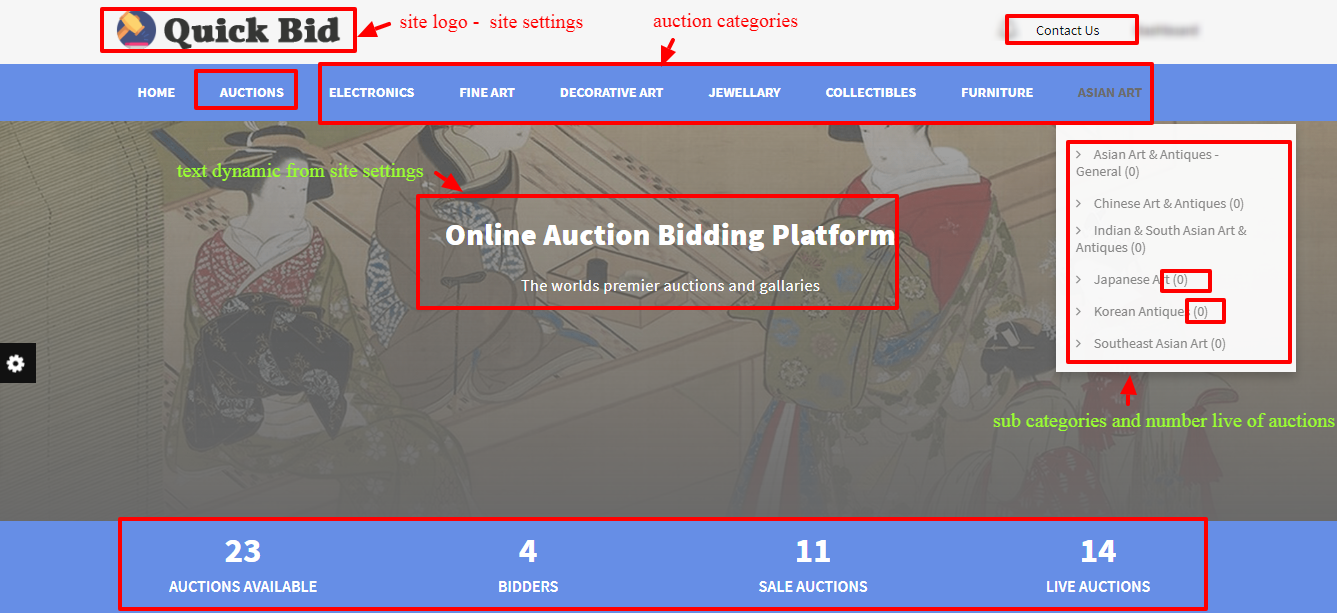 Quick Bid
site logo - site settings
auction categories
Contact Us
HOME
AUCTIONS
ELECTRONICS
FINE ART
DECORATIVE ART
JEWELLARY
COLLECTIBLES
FURNITURE
ASIAN ART
text dynamic from site settings
Online Auction Bidding Platform
The worlds premier auctions and gallaries
Asian Art & Antiques -
General (0)
Chinese Art & Antiques (0)
Indian & South Asian Art &
Antiques (0)
Japanese Art (0)
Korean Antiques (0)
Southeast Asian Art (0)
sub categories and number live of auctions
23
AUCTIONS AVAILABLE
4
BIDDERS
11
SALE AUCTIONS
14
LIVE AUCTIONS